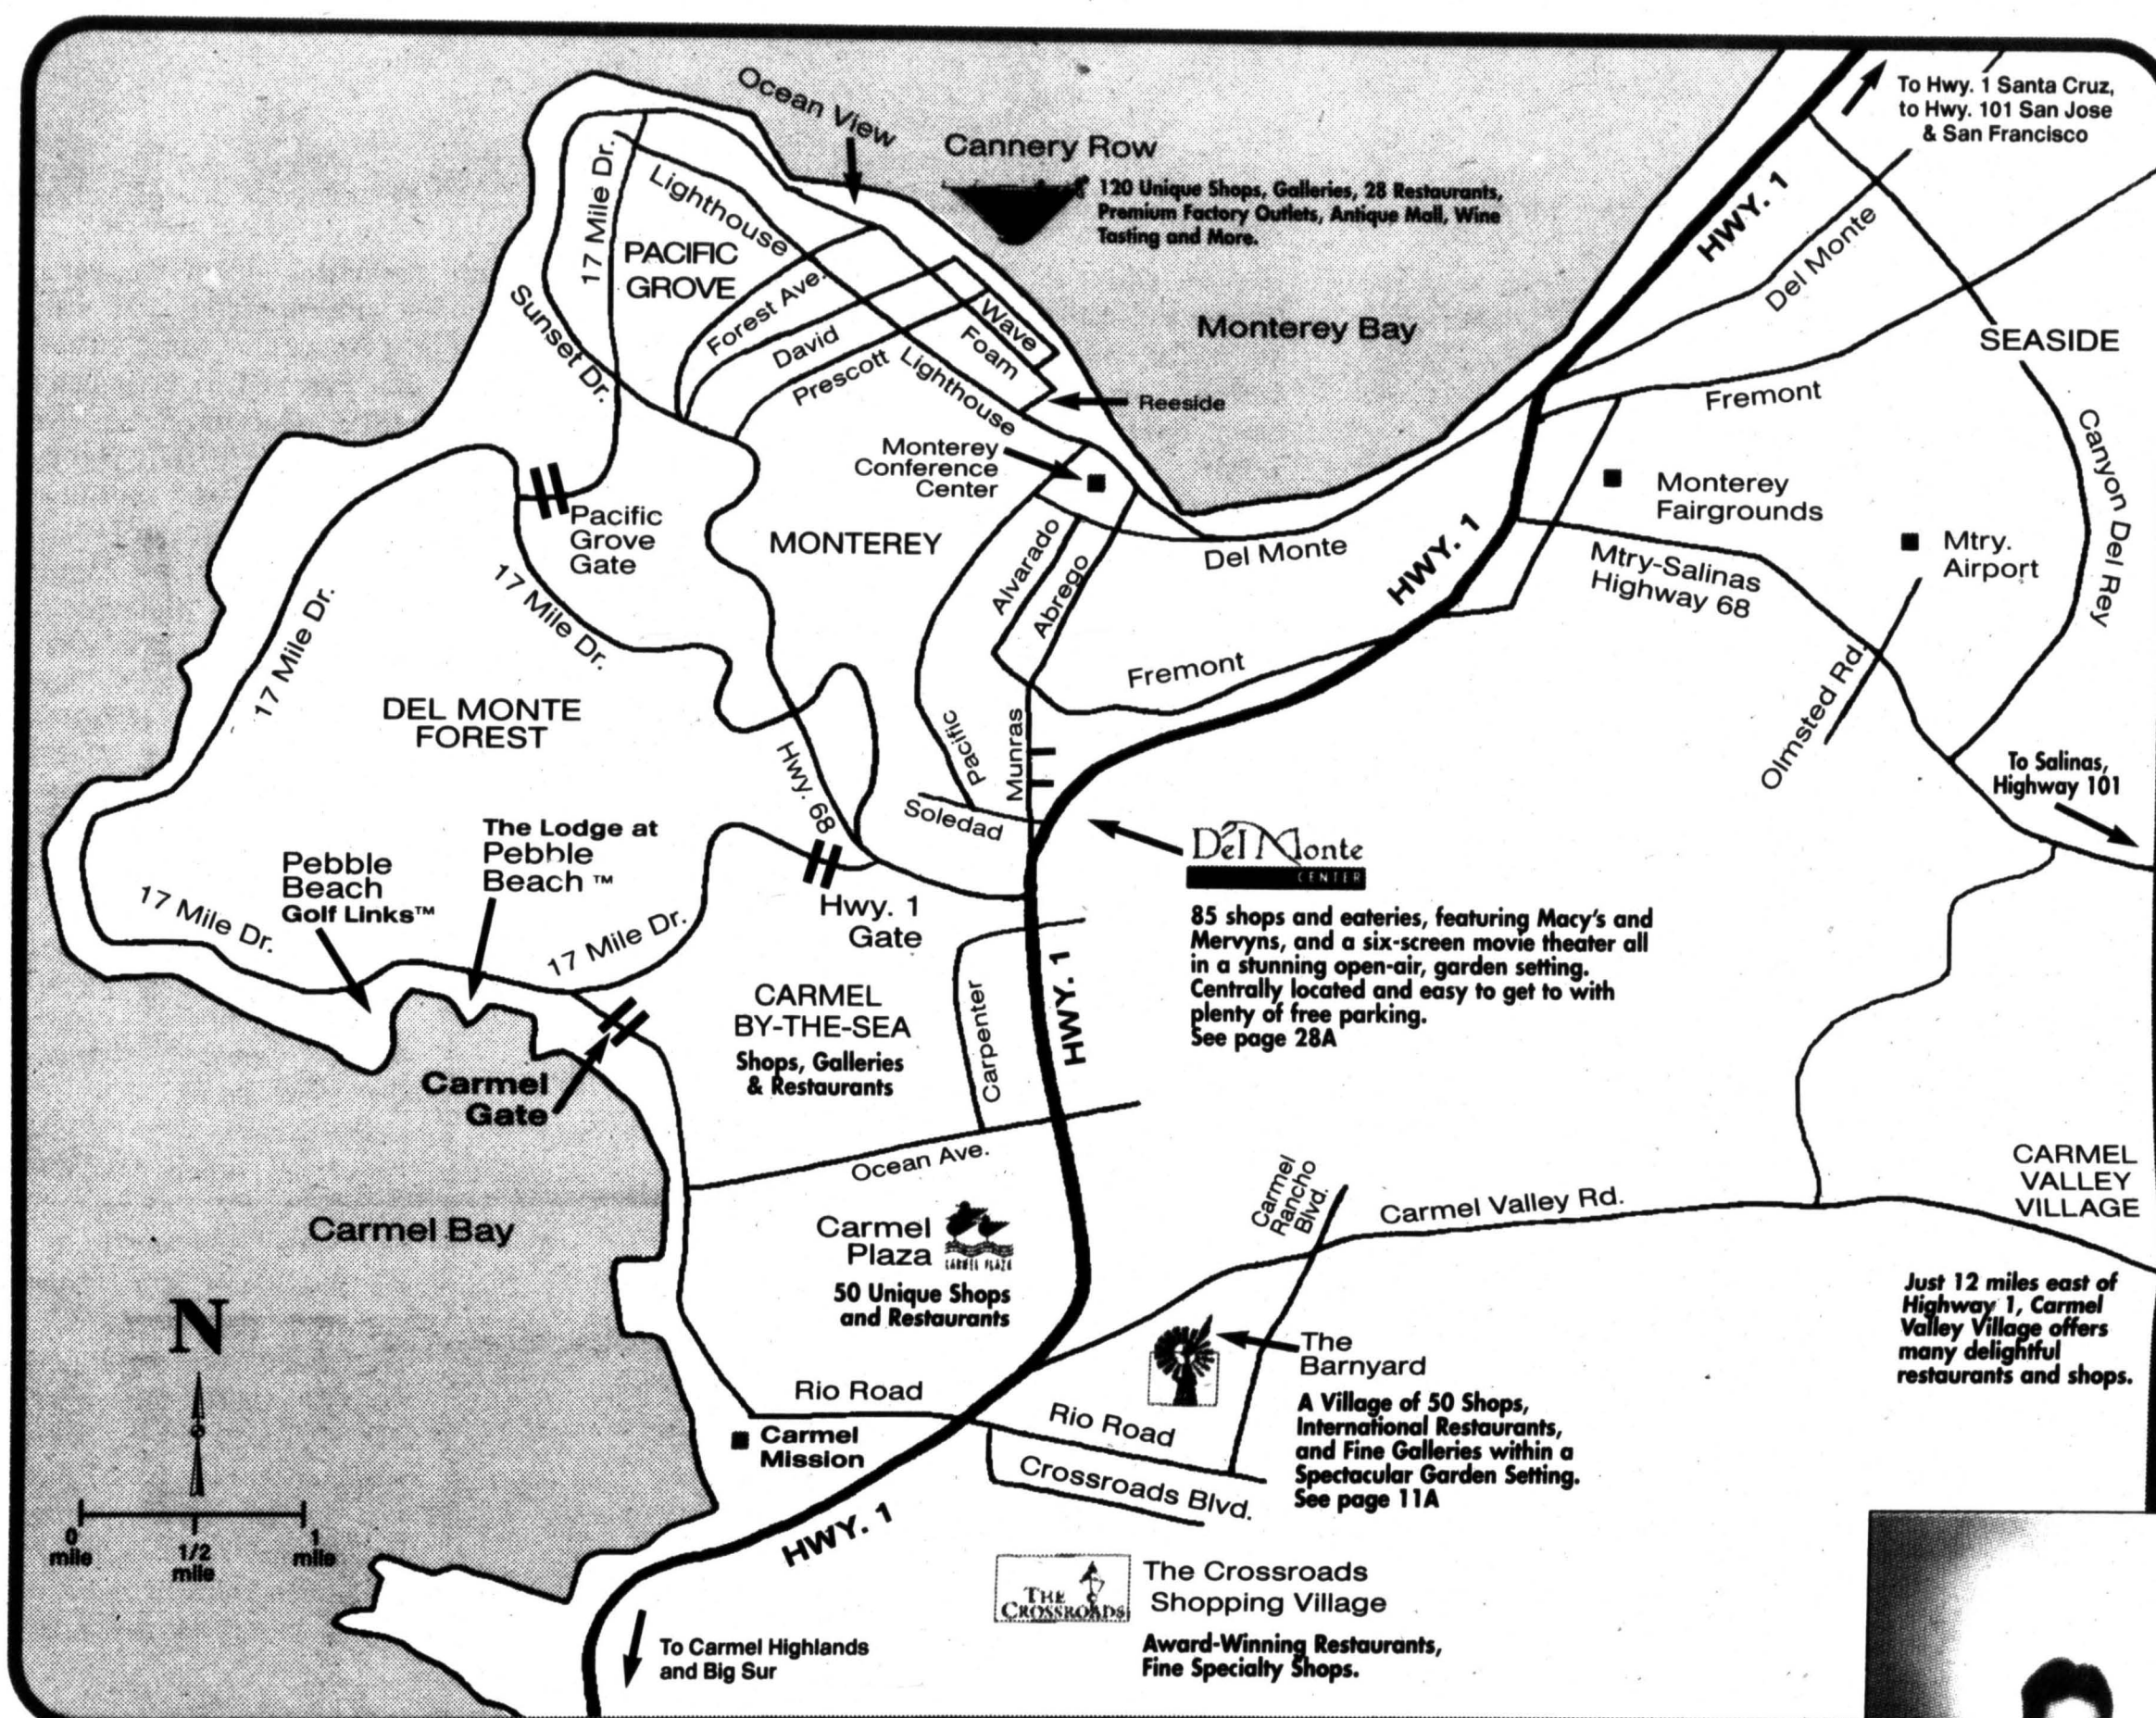 Ocean View
Cannery Row
120 Unique Shops, Galleries, 28 Restaurants,
Premium Factory Outlets, Antique Mall, Wine
Tasting and More.
To Hwy. 1 Santa Cruz,
to Hwy. 101 San Jose
& San Francisco
HWY. 1
Del Monte
17 Mile Dr.
Lighthouse
PACIFIC
GROVE
Forest Ave.
Sunset Dr.
David
Prescott
Lighthouse
Wave
Foam
Reeside
Monterey Bay
SEASIDE
Fremont
Canyon Del Rey
Monterey
Conference
Center
Monterey
Fairgrounds
Mtry.
Airport
Pacific
Grove
Gate
MONTEREY
Alvarado
Abrego
Del Monte
HWY. 1
Mtry-Salinas
Highway 68
17 Mile Dr.
17 Mile Dr.
Fremont
Olmsted Rd.
DEL MONTE
FOREST
Hwy. 68
Pacific
Munras
Soledad
To Salinas,
Highway 101
Del Monte
CENTER
85 shops and eateries, featuring Macy's and
Mervyns, and a six-screen movie theater all
in a stunning open-air, garden setting.
Centrally located and easy to get to with
plenty of free parking.
See page 28A
The Lodge at
Pebble
Beach ™
Pebble
Beach
Golf Links™
17 Mile Dr.
17 Mile Dr.
Hwy. 1
Gate
HWY. 1
CARMEL
BY-THE-SEA
Shops, Galleries
& Restaurants
Carpenter
Carmel
Gate
Ocean Ave.
Carmel Bay
Carmel
Plaza
CARMEL PLAZA
50 Unique Shops
and Restaurants
Carmel
Rancho
Blvd.
Carmel Valley Rd.
CARMEL
VALLEY
VILLAGE
Just 12 miles east of
Highway 1, Carmel
Valley Village offers
many delightful
restaurants and shops.
The
Barnyard
A Village of 50 Shops,
International Restaurants,
and Fine Galleries within a
Spectacular Garden Setting.
See page 11A
Rio Road
Rio Road
Carmel
Mission
Crossroads Blvd.
HWY. 1
N
0
mile
1/2
mile
1
mile
THE
CROSSROADS
The Crossroads
Shopping Village
Award-Winning Restaurants,
Fine Specialty Shops.
To Carmel Highlands
and Big Sur